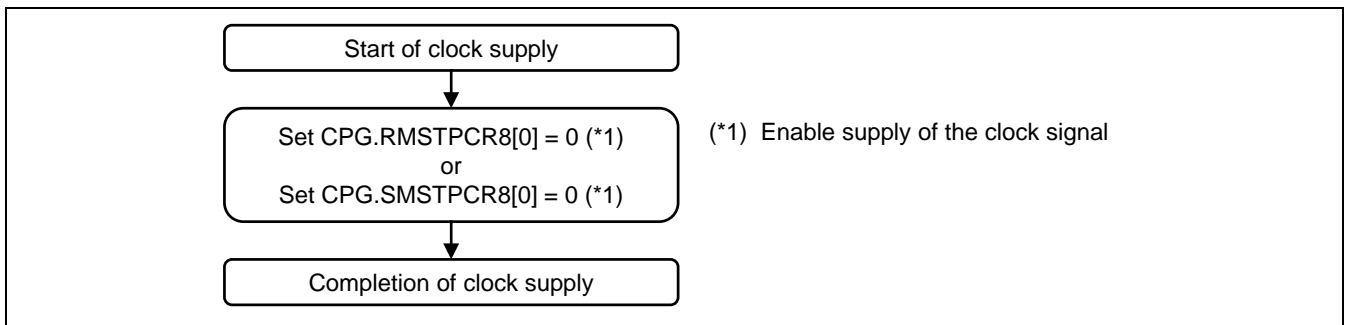 Start of clock supply
Set CPG.RMSTPCR8[0] = 0 (*1)
or
Set CPG.SMSTPCR8[0] = 0 (*1)
(*1) Enable supply of the clock signal
Completion of clock supply